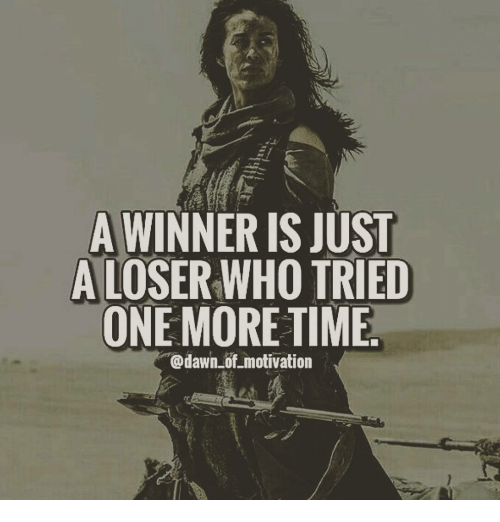 A WINNER IS JUST
A LOSER WHO TRIED
ONE MORE TIME.
@dawn_of_motivation